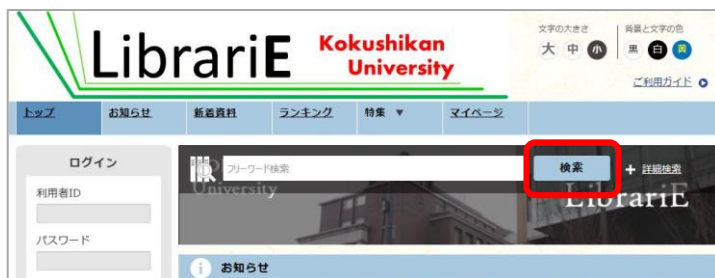 LibrariE Kokushikan University
文字の大きさ 背景と文字の色
大 中 小 黒 白 黄
ご利用ガイド
トップ お知らせ 新着資料 ランキング 特集 ▼ マイページ
ログイン
フリーワード検索 検索 + 詳細検索
利用者ID
University LibrariE
パスワード
i お知らせ